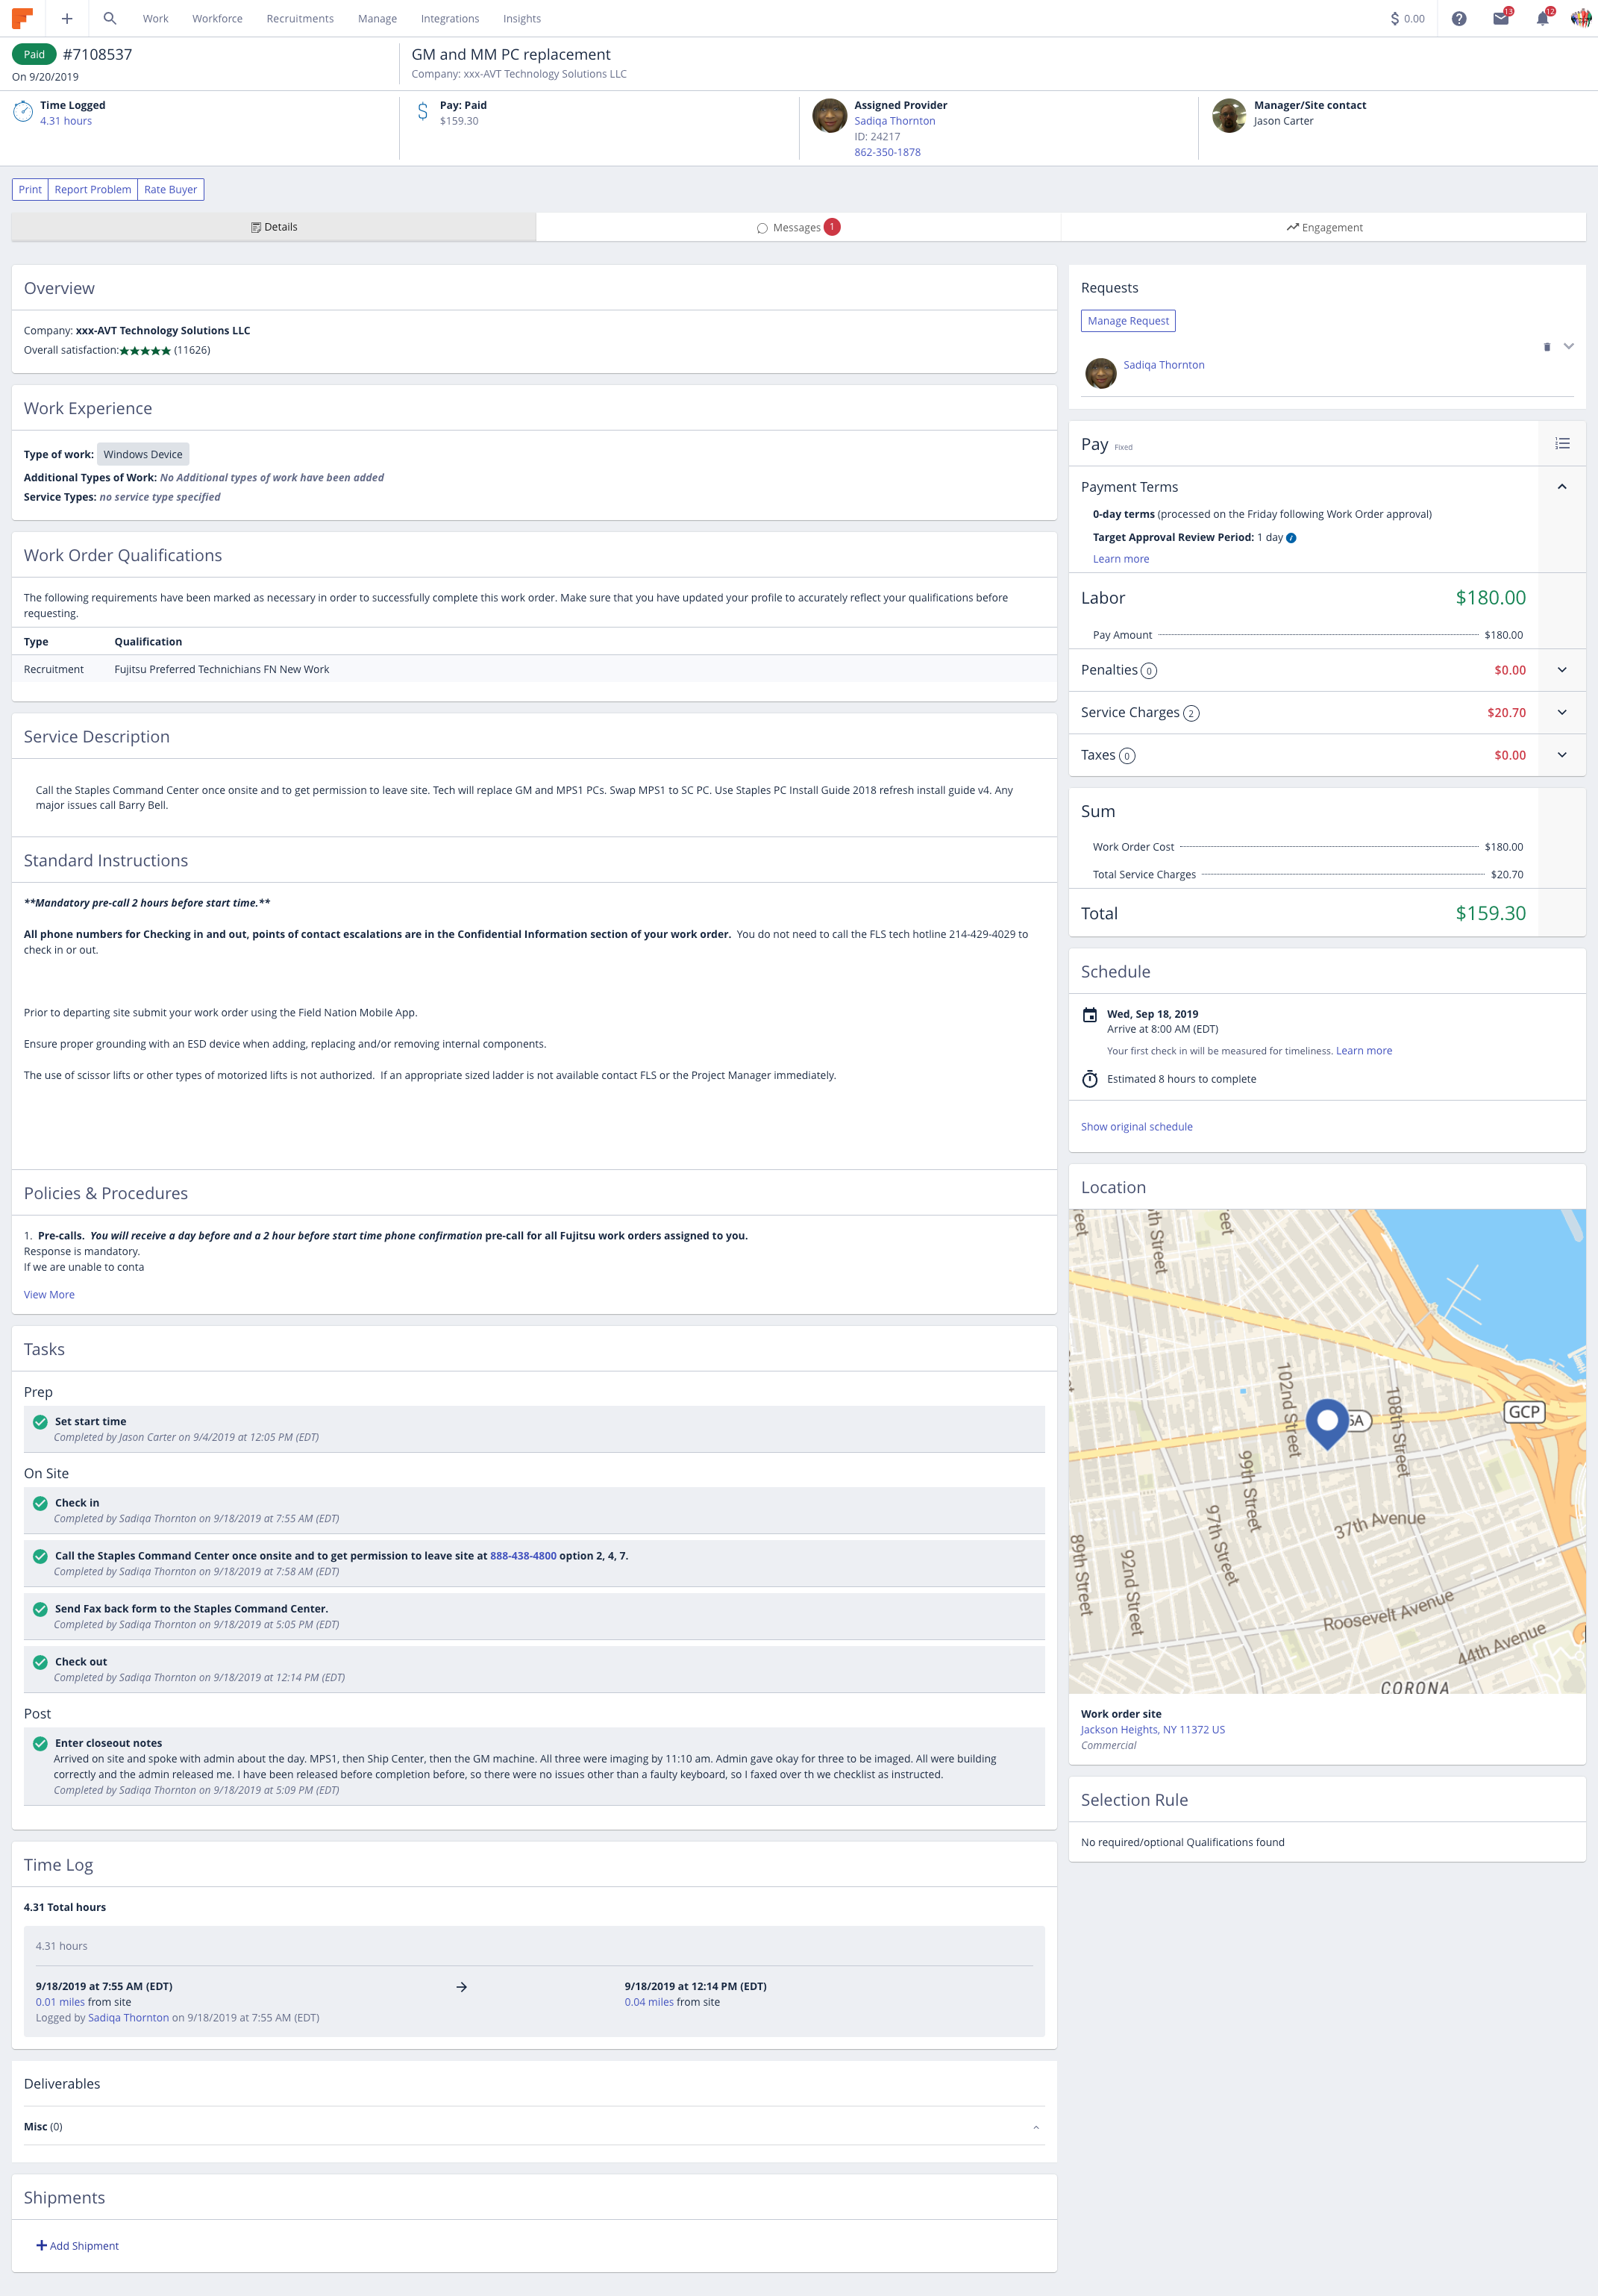 Work Workforce Recruitments Manage Integrations Insights $ 0.00 13 12
Paid #7108537
On 9/20/2019
GM and MM PC replacement
Company: xxx-AVT Technology Solutions LLC
Time Logged
4.31 hours
Pay: Paid
$159.30
Assigned Provider
Sadiqa Thornton
ID: 24217
862-350-1878
Manager/Site contact
Jason Carter
Print Report Problem Rate Buyer
Details Messages 1 Engagement
Overview
Company: xxx-AVT Technology Solutions LLC
Overall satisfaction:★★★★★ (11626)
Work Experience
Type of work: Windows Device
Additional Types of Work: No Additional types of work have been added
Service Types: no service type specified
Work Order Qualifications
The following requirements have been marked as necessary in order to successfully complete this work order. Make sure that you have updated your profile to accurately reflect your qualifications before
requesting.
Type Qualification
Recruitment Fujitsu Preferred Technichians FN New Work
Service Description
Call the Staples Command Center once onsite and to get permission to leave site. Tech will replace GM and MPS1 PCs. Swap MPS1 to SC PC. Use Staples PC Install Guide 2018 refresh install guide v4. Any
major issues call Barry Bell.
Standard Instructions
**Mandatory pre-call 2 hours before start time.**
All phone numbers for Checking in and out, points of contact escalations are in the Confidential Information section of your work order. You do not need to call the FLS tech hotline 214-429-4029 to
check in or out.
Prior to departing site submit your work order using the Field Nation Mobile App.
Ensure proper grounding with an ESD device when adding, replacing and/or removing internal components.
The use of scissor lifts or other types of motorized lifts is not authorized. If an appropriate sized ladder is not available contact FLS or the Project Manager immediately.
Policies & Procedures
1. Pre-calls. You will receive a day before and a 2 hour before start time phone confirmation pre-call for all Fujitsu work orders assigned to you.
Response is mandatory.
If we are unable to conta
View More
Tasks
Prep
Set start time
Completed by Jason Carter on 9/4/2019 at 12:05 PM (EDT)
On Site
Check in
Completed by Sadiqa Thornton on 9/18/2019 at 7:55 AM (EDT)
Call the Staples Command Center once onsite and to get permission to leave site at 888-438-4800 option 2, 4, 7.
Completed by Sadiqa Thornton on 9/18/2019 at 7:58 AM (EDT)
Send Fax back form to the Staples Command Center.
Completed by Sadiqa Thornton on 9/18/2019 at 5:05 PM (EDT)
Check out
Completed by Sadiqa Thornton on 9/18/2019 at 12:14 PM (EDT)
Post
Enter closeout notes
Arrived on site and spoke with admin about the day. MPS1, then Ship Center, then the GM machine. All three were imaging by 11:10 am. Admin gave okay for three to be imaged. All were building
correctly and the admin released me. I have been released before completion before, so there were no issues other than a faulty keyboard, so I faxed over th we checklist as instructed.
Completed by Sadiqa Thornton on 9/18/2019 at 5:09 PM (EDT)
Time Log
4.31 Total hours
4.31 hours
9/18/2019 at 7:55 AM (EDT) → 9/18/2019 at 12:14 PM (EDT)
0.01 miles from site 0.04 miles from site
Logged by Sadiqa Thornton on 9/18/2019 at 7:55 AM (EDT)
Deliverables
Misc (0)
Shipments
+ Add Shipment
Requests
Manage Request
Sadiqa Thornton
Pay Fixed
Payment Terms
0-day terms (processed on the Friday following Work Order approval)
Target Approval Review Period: 1 day
Learn more
Labor $180.00
Pay Amount $180.00
Penalties 0 $0.00
Service Charges 2 $20.70
Taxes 0 $0.00
Sum
Work Order Cost $180.00
Total Service Charges $20.70
Total $159.30
Schedule
Wed, Sep 18, 2019
Arrive at 8:00 AM (EDT)
Your first check in will be measured for timeliness. Learn more
Estimated 8 hours to complete
Show original schedule
Location
102nd Street
108th Street
GCP
99th Street
97th Street
37th Avenue
89th Street
92nd Street
Roosevelt Avenue
44th Avenue
CORONA
Work order site
Jackson Heights, NY 11372 US
Commercial
Selection Rule
No required/optional Qualifications found